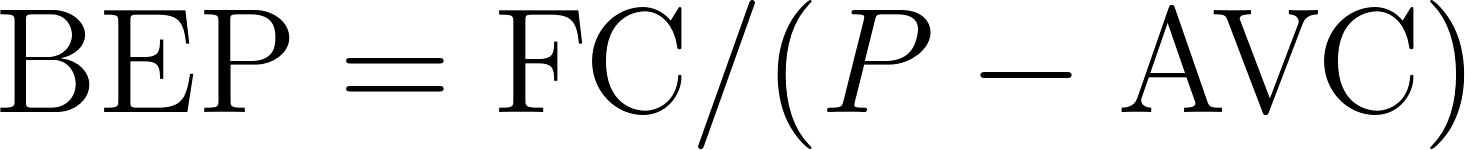 BEP = FC/(P − AVC)